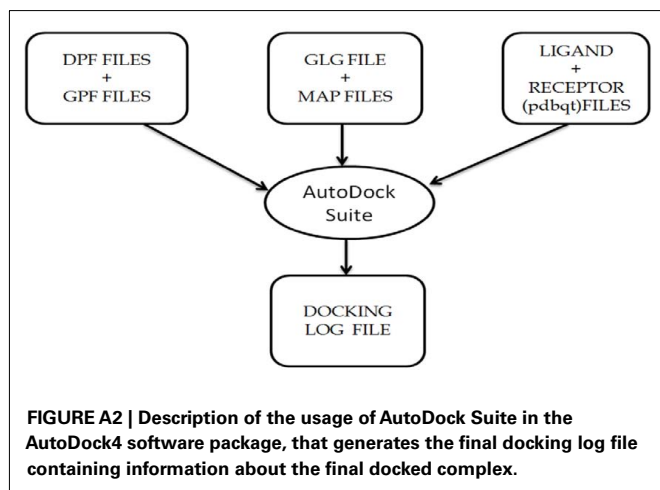 DPF FILES
+
GPF FILES
GLG FILE
+
MAP FILES
LIGAND
+
RECEPTOR
(pdbqt)FILES
AutoDock
Suite
DOCKING
LOG FILE
FIGURE A2 | Description of the usage of AutoDock Suite in the
AutoDock4 software package, that generates the final docking log file
containing information about the final docked complex.